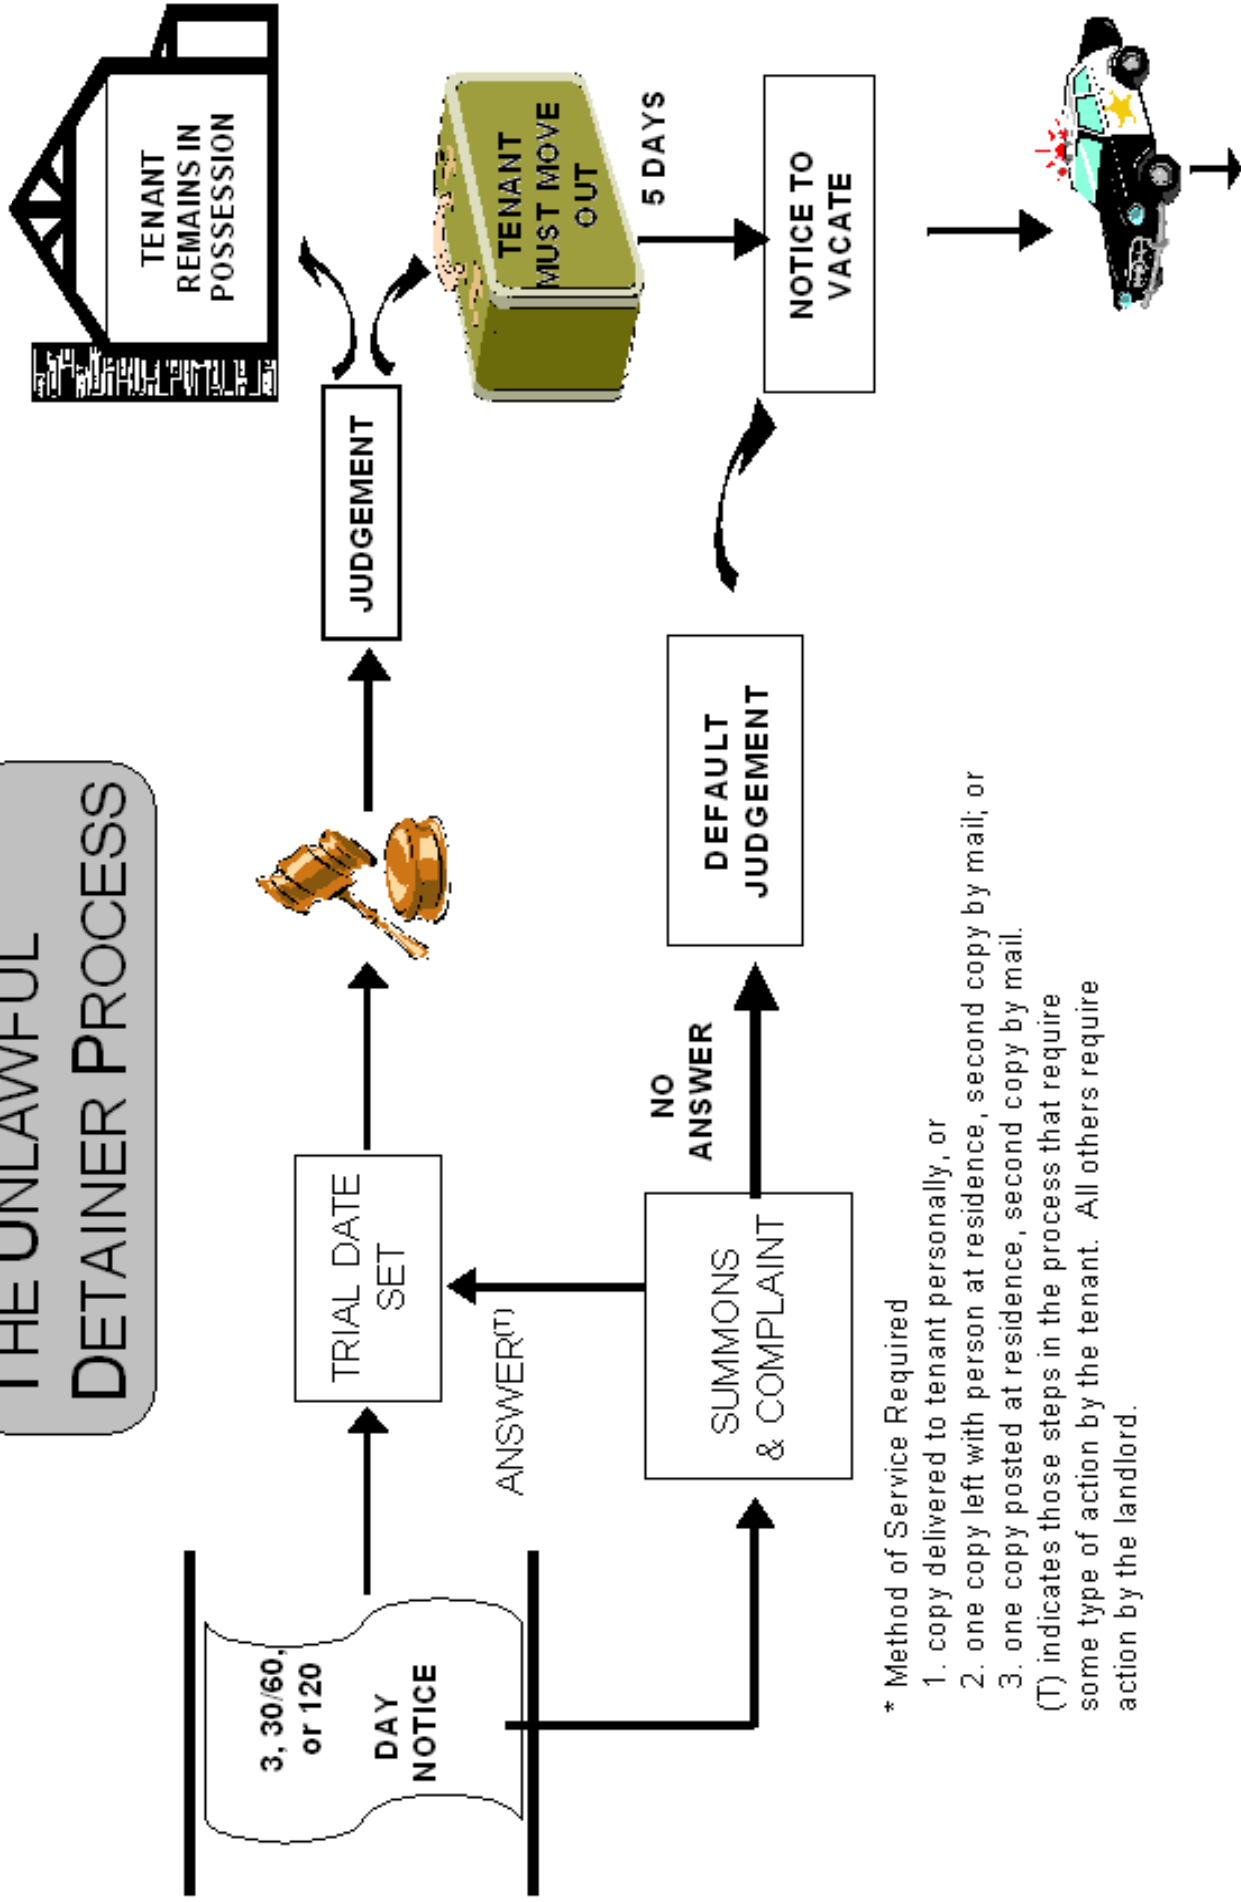 THE UNLAWFUL
DETAINER PROCESS
3, 30/60,
or 120
DAY
NOTICE
TRIAL DATE
SET
JUDGEMENT
TENANT
REMAINS IN
POSSESSION
TENANT
MUST MOVE
OUT
5 DAYS
ANSWER(T)
SUMMONS
& COMPLAINT
NO
ANSWER
DEFAULT
JUDGEMENT
NOTICE TO
VACATE
* Method of Service Required
1. copy delivered to tenant personally, or
2. one copy left with person at residence, second copy by mail; or
3. one copy posted at residence, second copy by mail.
(T) indicates those steps in the process that require
some type of action by the tenant. All others require
action by the landlord.